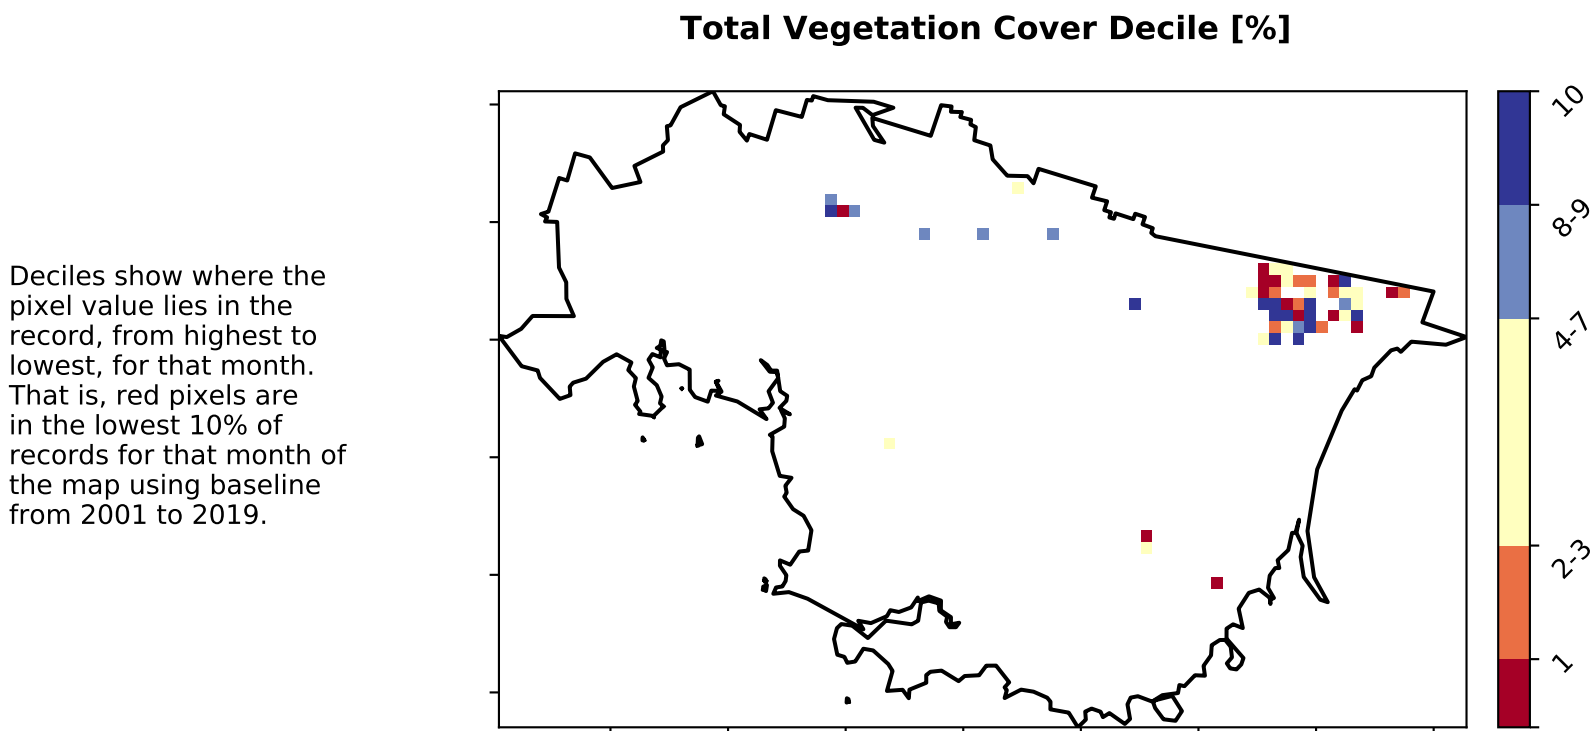 Total Vegetation Cover Decile [%]
Deciles show where the
pixel value lies in the
record, from highest to
lowest, for that month.
That is, red pixels are
in the lowest 10% of
records for that month of
the map using baseline
from 2001 to 2019.
10
8-9
4-7
2-3
1